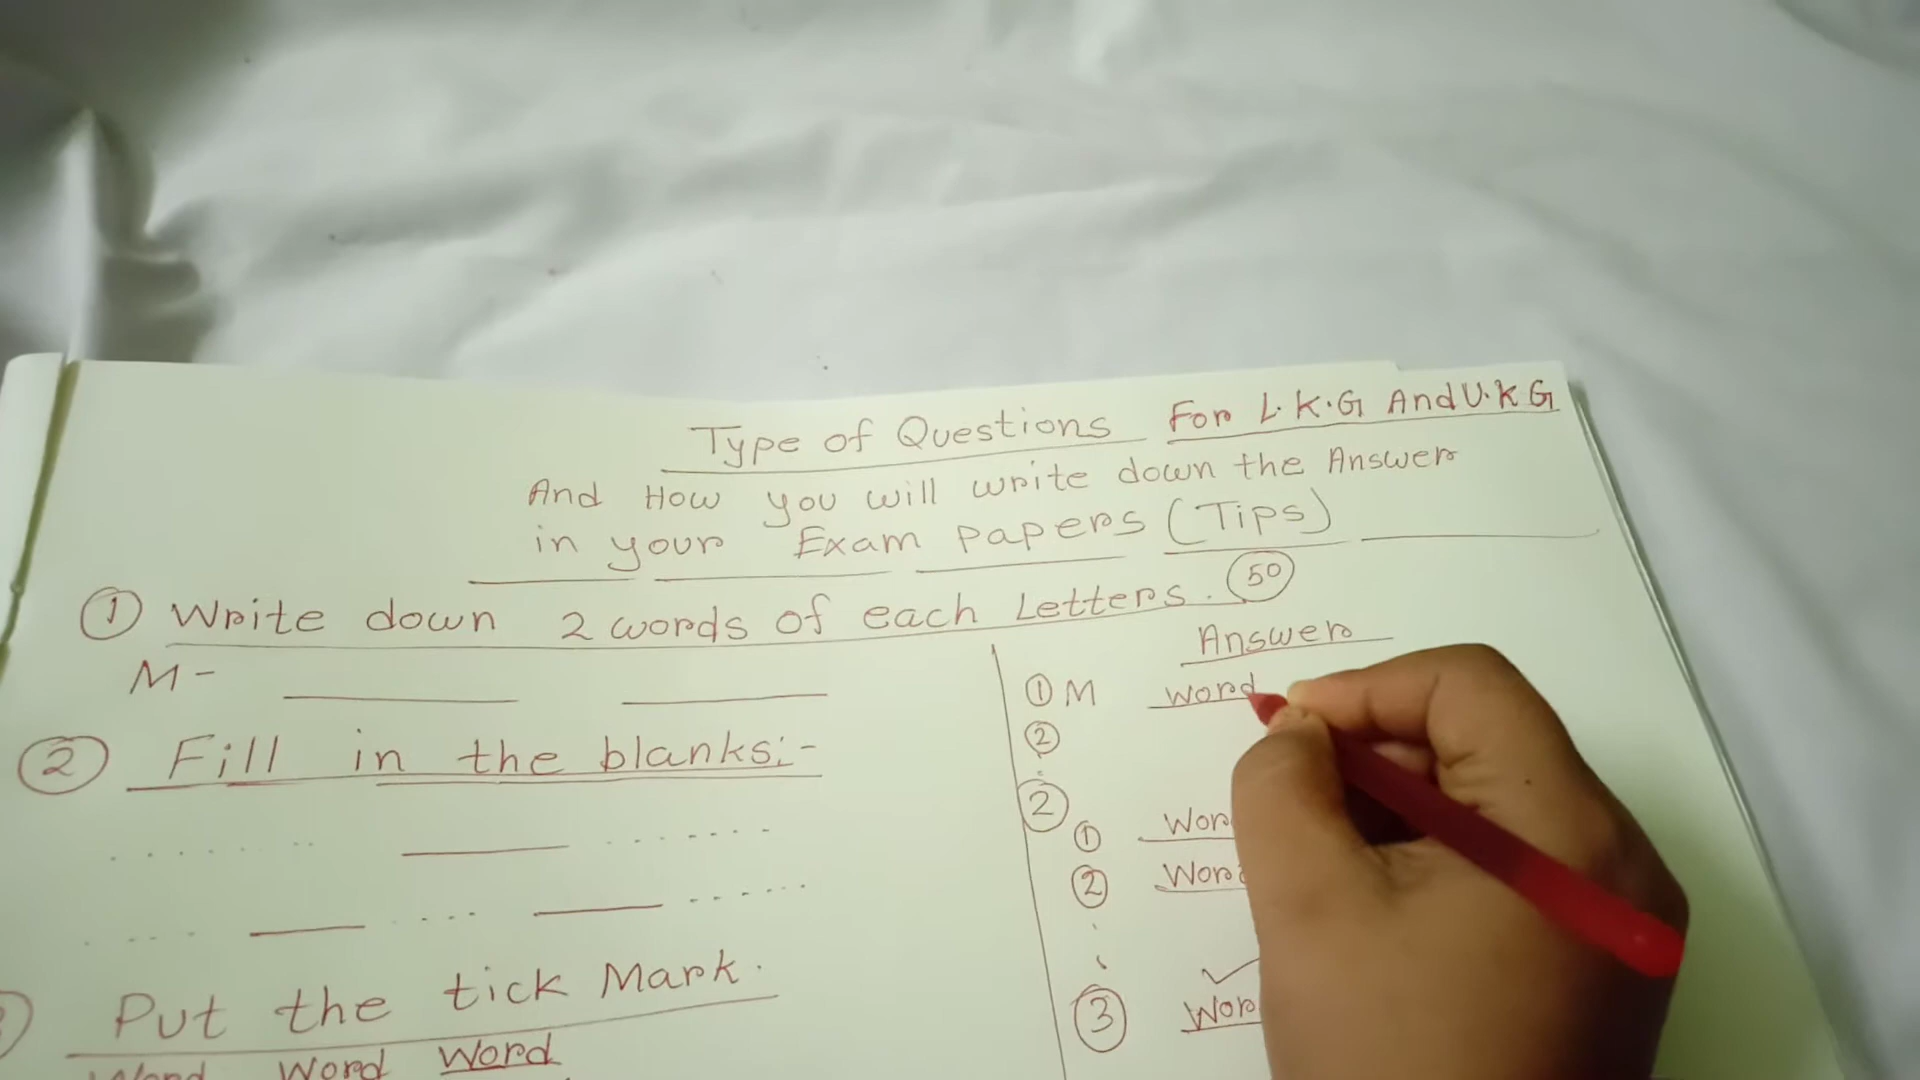 Type of Questions For L.K.G And U.K G
And How you will write down the Answer
in your Exam papers (Tips)
① Write down 2 words of each Letters. 50
M -
② Fill in the blanks:-
Put the tick Mark.
Word Word Word
Answer
① M word
②
②
①
②
③